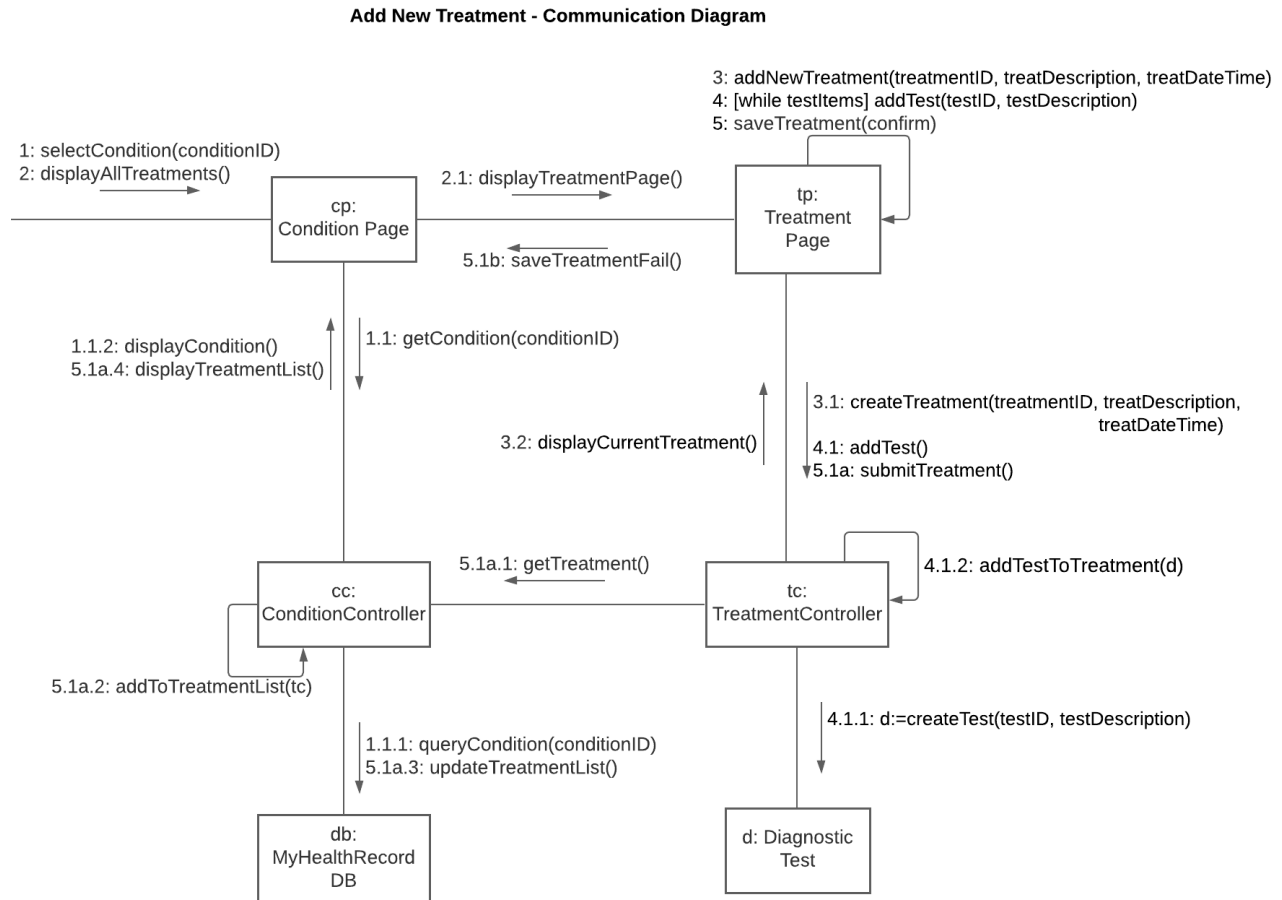 Add New Treatment - Communication Diagram
3: addNewTreatment(treatmentID, treatDescription, treatDateTime)
4: [while testItems] addTest(testID, testDescription)
5: saveTreatment(confirm)
1: selectCondition(conditionID)
2: displayAllTreatments()
2.1: displayTreatmentPage()
cp:
Condition Page
tp:
Treatment
Page
5.1b: saveTreatmentFail()
1.1.2: displayCondition()
5.1a.4: displayTreatmentList()
1.1: getCondition(conditionID)
3.2: displayCurrentTreatment()
3.1: createTreatment(treatmentID, treatDescription,
treatDateTime)
4.1: addTest()
5.1a: submitTreatment()
5.1a.1: getTreatment()
4.1.2: addTestToTreatment(d)
cc:
ConditionController
tc:
TreatmentController
5.1a.2: addToTreatmentList(tc)
4.1.1: d:=createTest(testID, testDescription)
1.1.1: queryCondition(conditionID)
5.1a.3: updateTreatmentList()
db:
MyHealthRecord
DB
d: Diagnostic
Test